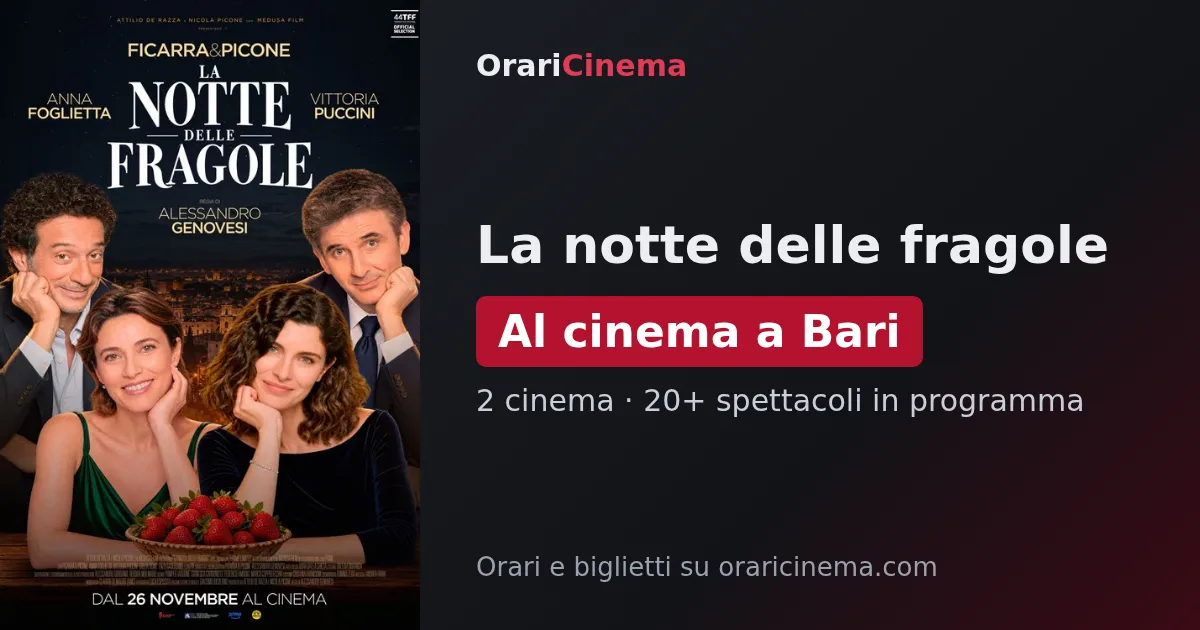 ATTILIO DE RAZZA E NICOLA PICONE CON MEDUSA FILM
44TFF
OFFICIAL
SELECTION
FICARRA&PICONE
LA
NOTTE
DELLE
FRAGOLE
ANNA
FOGLIETTA
VITTORIA
PUCCINI
REGIA DI
ALESSANDRO
GENOVESI
DAL 26 NOVEMBRE AL CINEMA
OrariCinema
La notte delle fragole
Al cinema a Bari
2 cinema · 20+ spettacoli in programma
Orari e biglietti su oraricinema.com